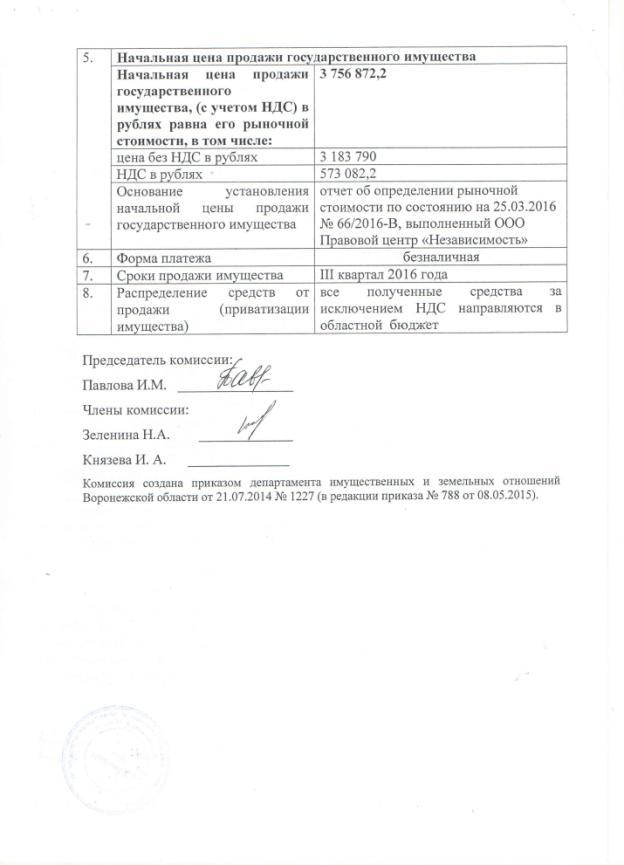 5. Начальная цена продажи государственного имущества
Начальная цена продажи 3 756 872,2
государственного
имущества, (с учетом НДС) в
рублях равна его рыночной
стоимости, в том числе:
цена без НДС в рублях 3 183 790
НДС в рублях 573 082,2
Основание установления отчет об определении рыночной
начальной цены продажи стоимости по состоянию на 25.03.2016
государственного имущества № 66/2016-В, выполненный ООО
Правовой центр «Независимость»
6. Форма платежа безналичная
7. Сроки продажи имущества III квартал 2016 года
8. Распределение средств от все полученные средства за
продажи (приватизации исключением НДС направляются в
имущества) областной бюджет
Председатель комиссии:
Павлова И.М.
Члены комиссии:
Зеленина Н.А.
Князева И. А.
Комиссия создана приказом департамента имущественных и земельных отношений
Воронежской области от 21.07.2014 № 1227 (в редакции приказа № 788 от 08.05.2015).